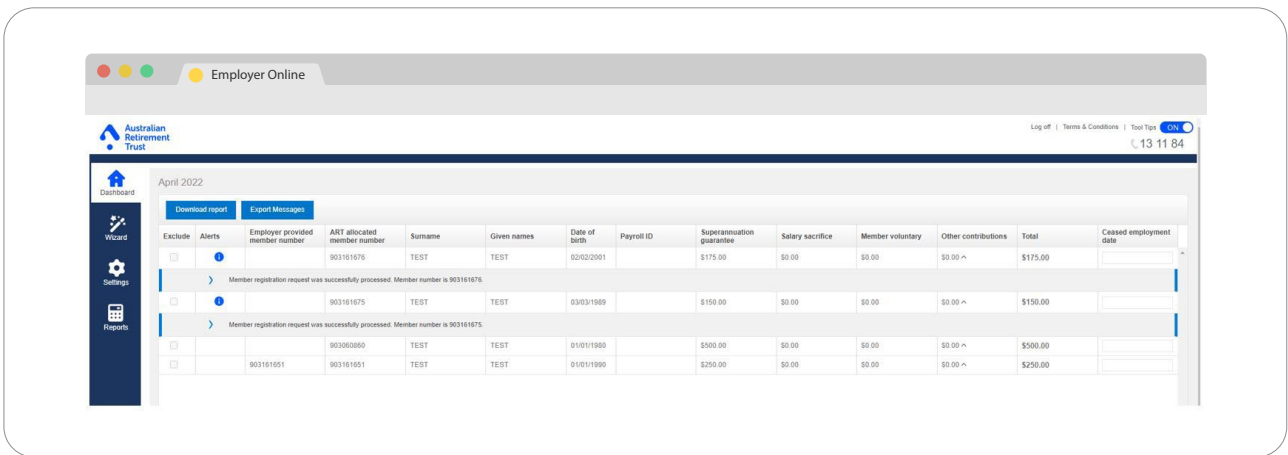 Employer Online
Australian
Retirement
Trust
Log off | Terms & Conditions | Tool Tips ON
13 11 84
Dashboard
Wizard
Settings
Reports
April 2022
Download report Export Messages
Exclude Alerts Employer provided member number ART allocated member number Surname Given names Date of birth Payroll ID Superannuation guarantee Salary sacrifice Member voluntary Other contributions Total Ceased employment date
903161676 TEST TEST 02/02/2001 $175.00 $0.00 $0.00 $0.00 $175.00
Member registration request was successfully processed. Member number is 903161676.
903161675 TEST TEST 03/03/1989 $150.00 $0.00 $0.00 $0.00 $150.00
Member registration request was successfully processed. Member number is 903161675.
903060860 TEST TEST 01/01/1980 $500.00 $0.00 $0.00 $0.00 $500.00
903161651 903161651 TEST TEST 01/01/1990 $250.00 $0.00 $0.00 $0.00 $250.00